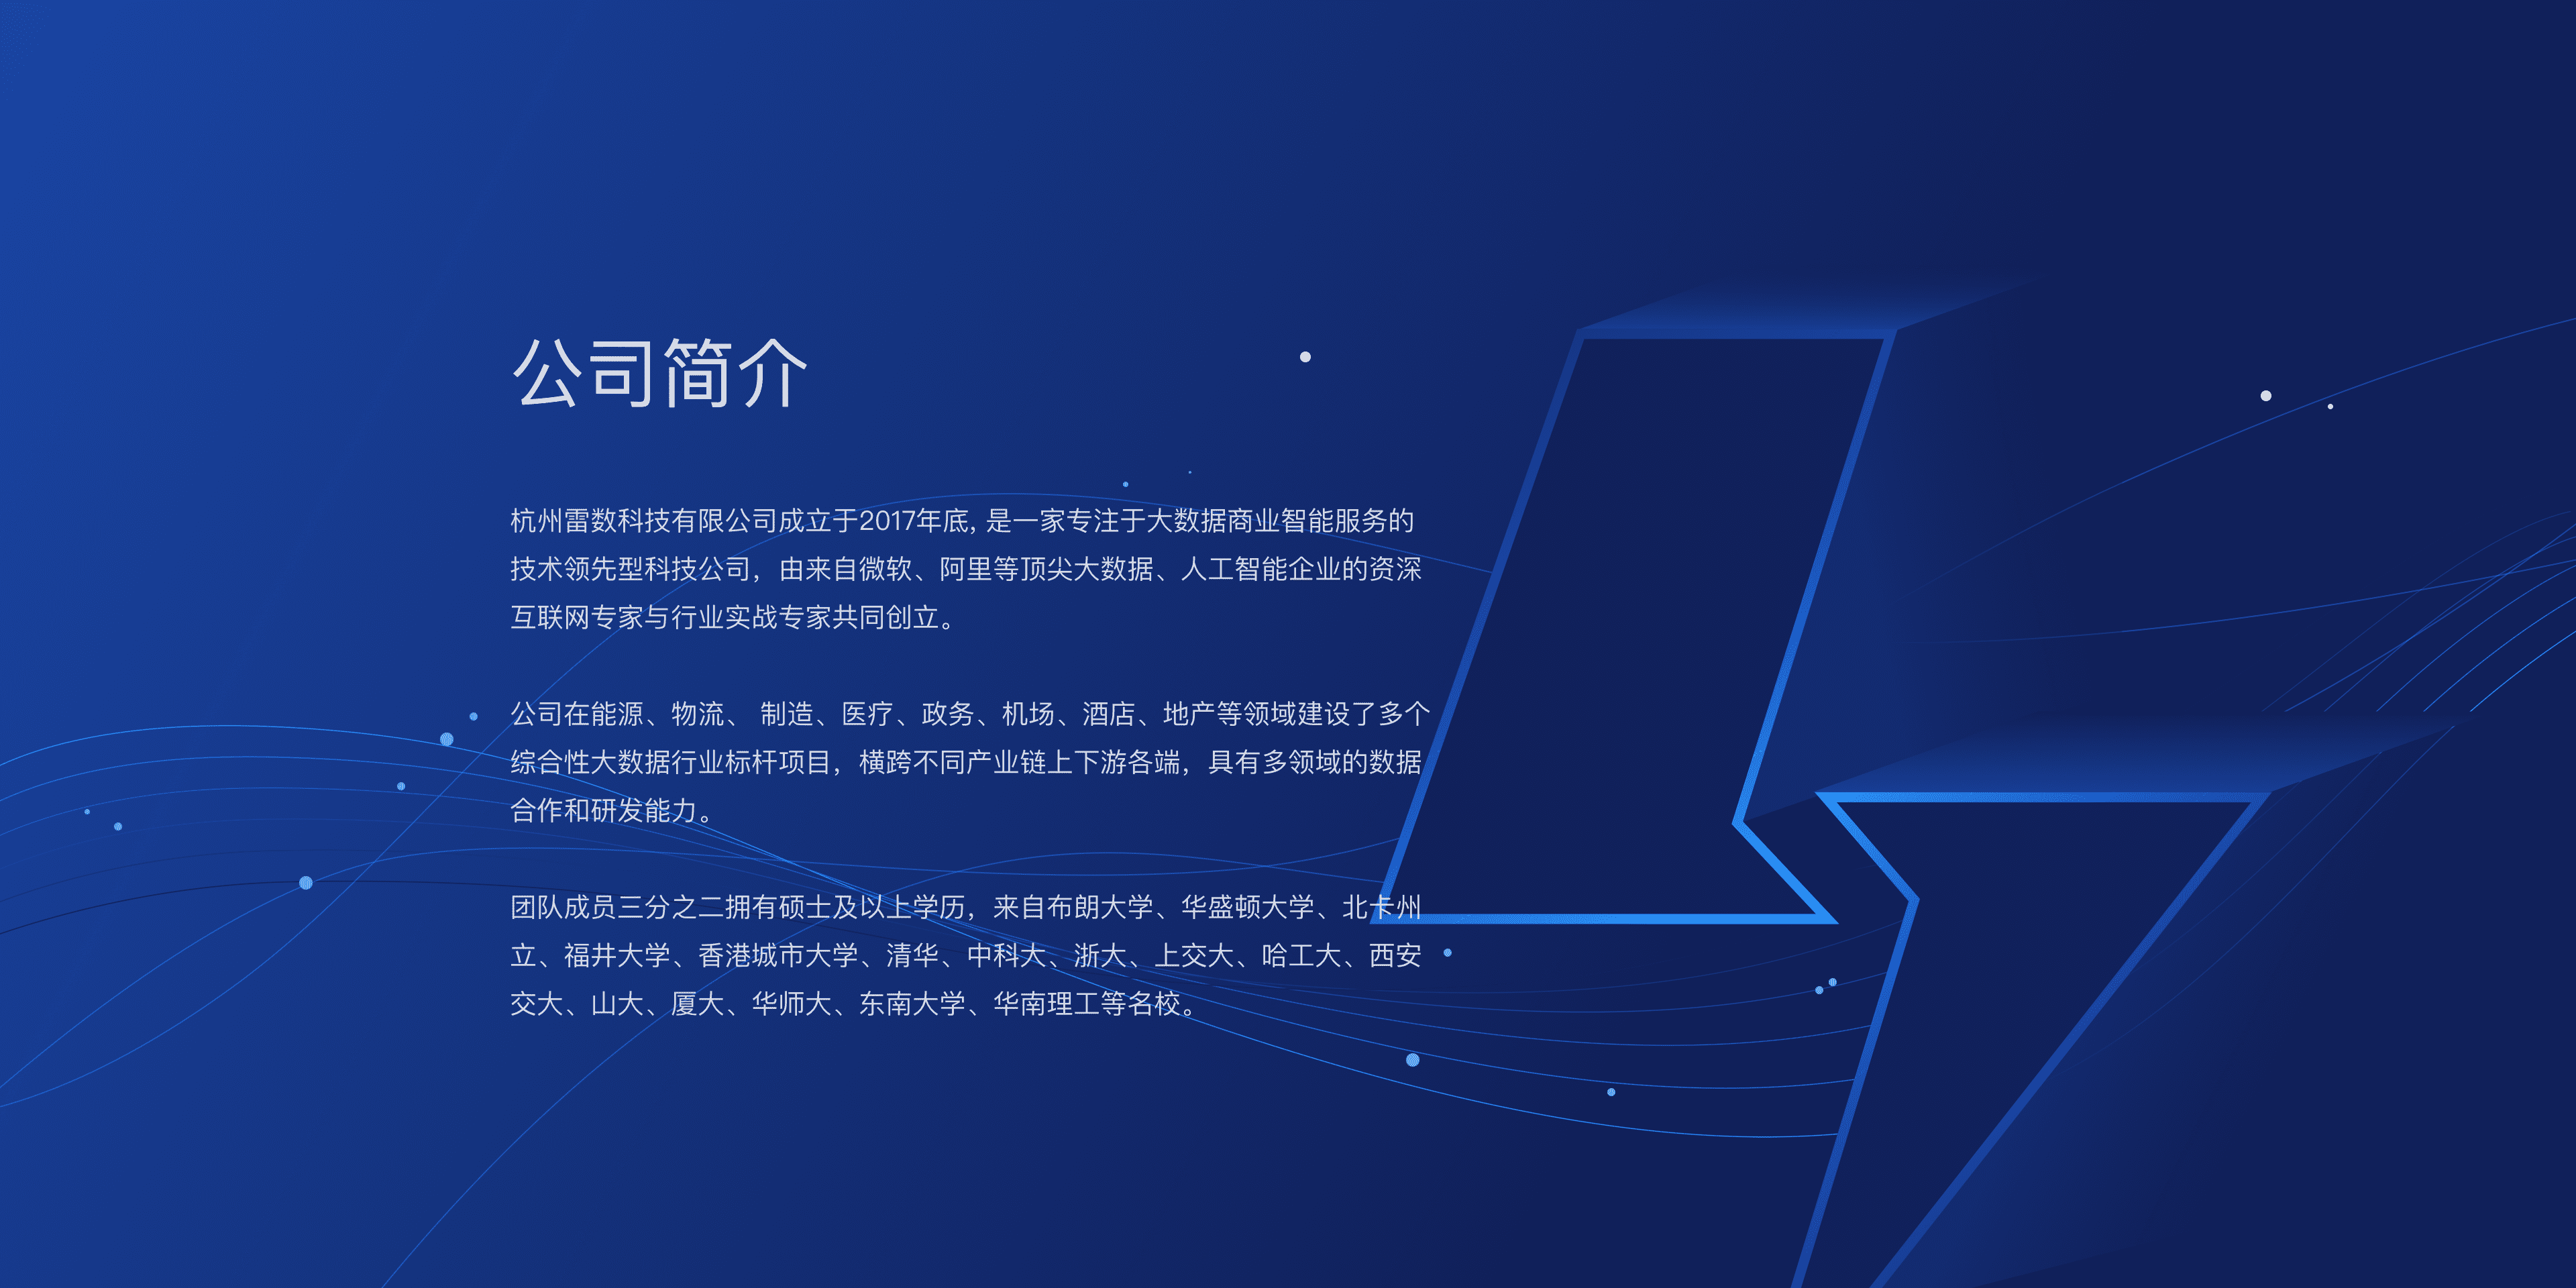 公司简介
杭州雷数科技有限公司成立于2017年底, 是一家专注于大数据商业智能服务的
技术领先型科技公司，由来自微软、阿里等顶尖大数据、人工智能企业的资深
互联网专家与行业实战专家共同创立。
公司在能源、物流、 制造、医疗、政务、机场、酒店、地产等领域建设了多个
综合性大数据行业标杆项目，横跨不同产业链上下游各端，具有多领域的数据
合作和研发能力。
团队成员三分之二拥有硕士及以上学历，来自布朗大学、华盛顿大学、北卡州
立、福井大学、香港城市大学、清华、中科大、浙大、上交大、哈工大、西安
交大、山大、厦大、华师大、东南大学、华南理工等名校。